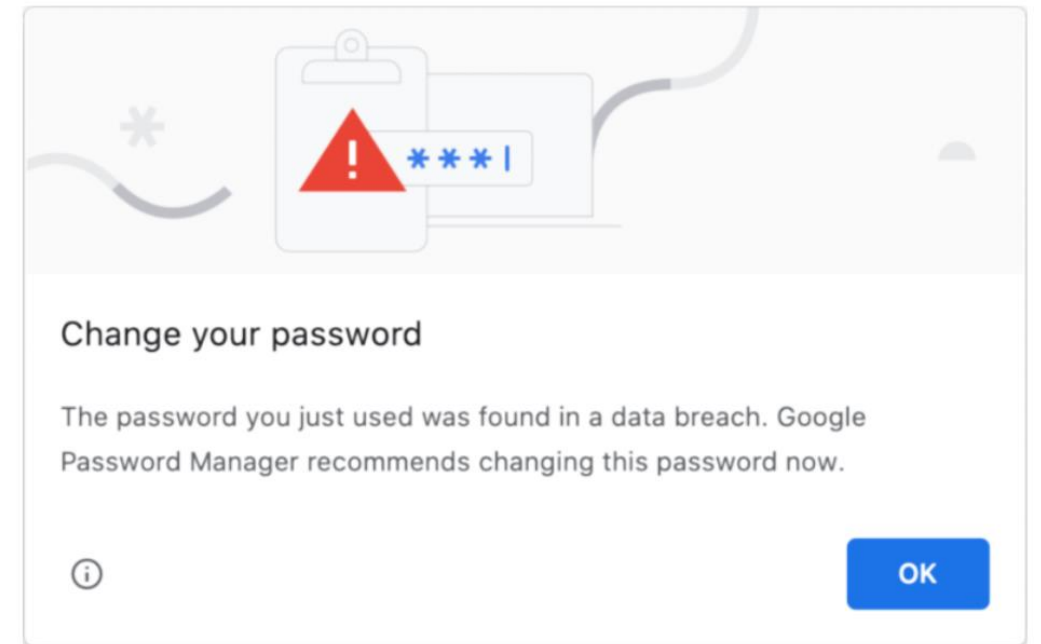 ***|
Change your password
The password you just used was found in a data breach. Google
Password Manager recommends changing this password now.
OK